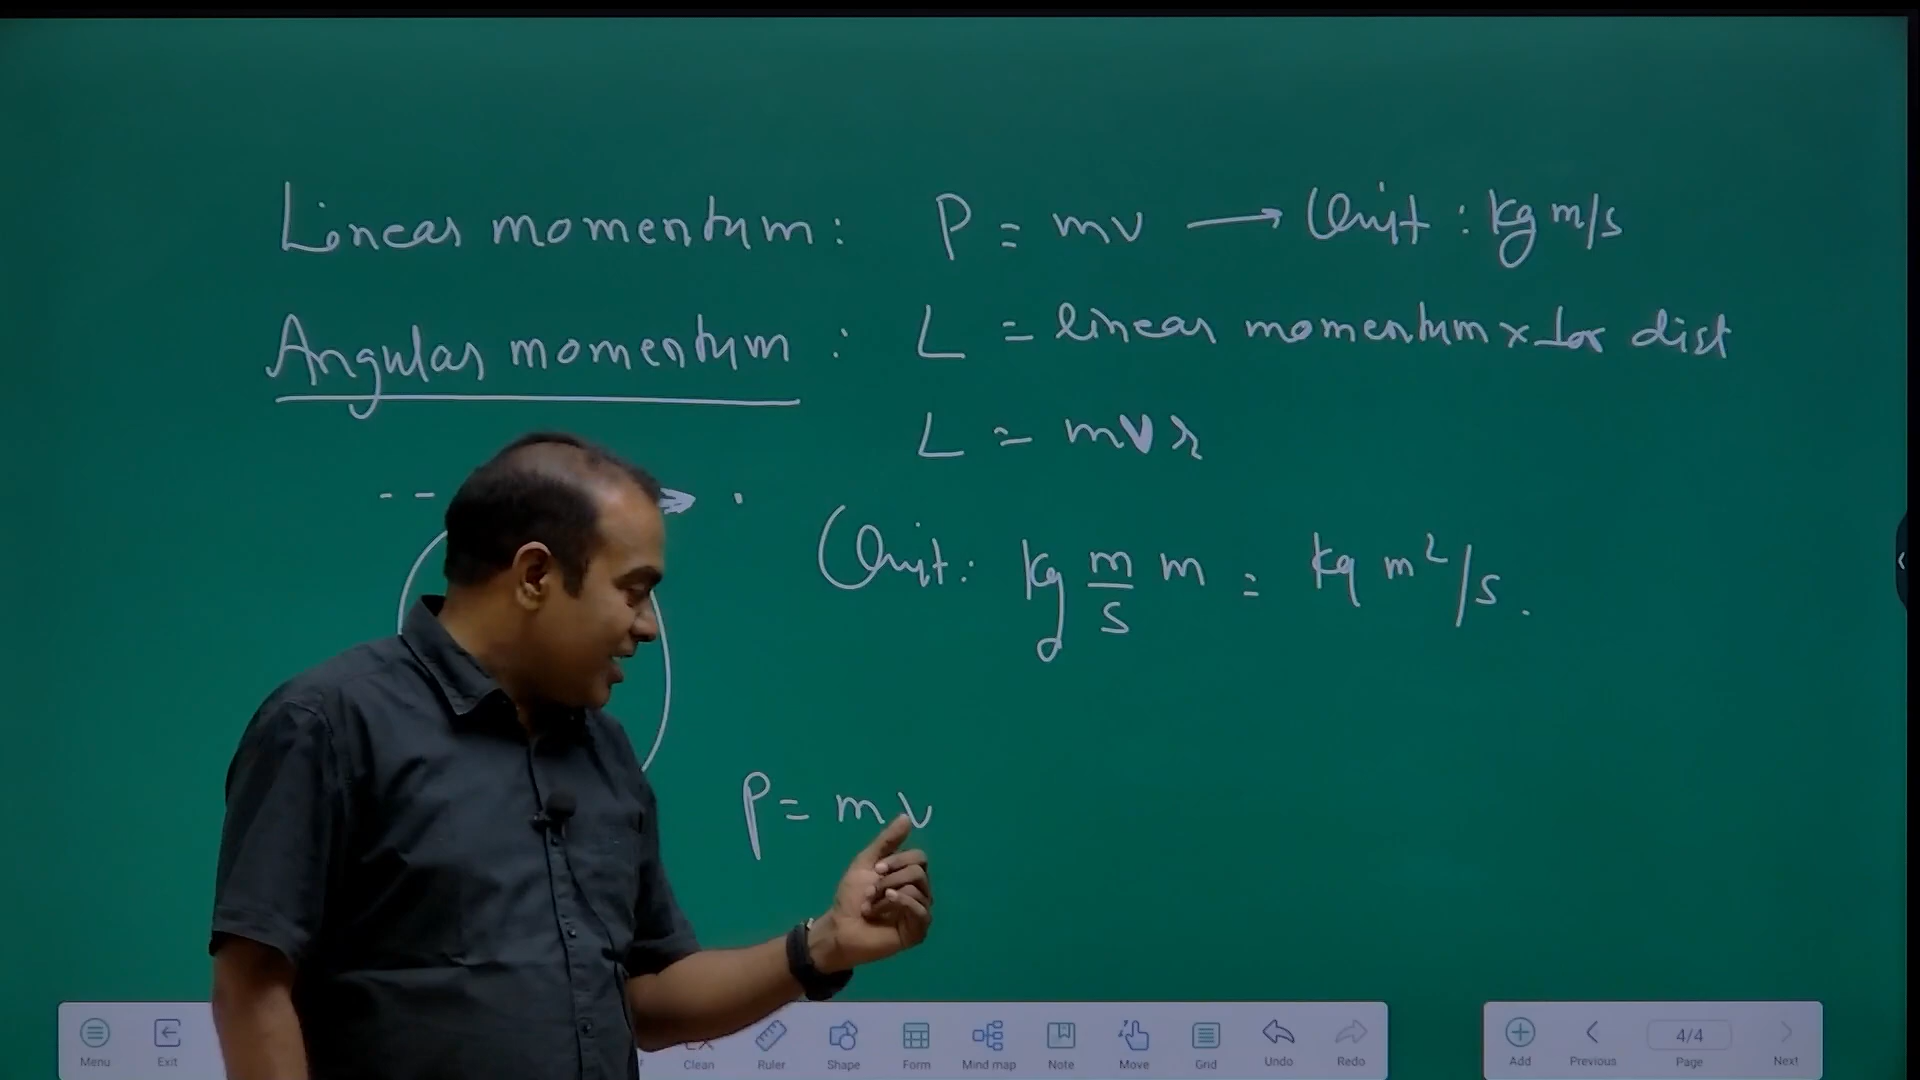 Linear momentum: P = mv → Unit : kg m/s
Angular momentum : L = linear momentum × ⊥or dist
L = mvr
Unit: kg m/s m = kg m²/s.
P = mv
Menu Exit Clean Ruler Shape Form Mind map Note Move Grid Undo Redo Add Previous 4/4 Page Next